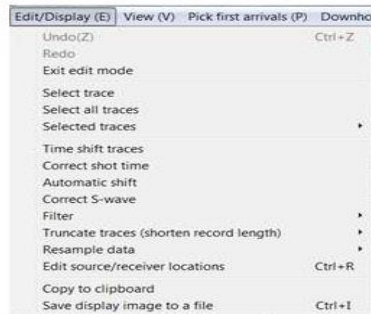 Edit/Display (E) View (V) Pick first arrivals (P) Downho
Undo(Z) Ctrl+Z
Redo
Exit edit mode
Select trace
Select all traces
Selected traces
Time shift traces
Correct shot time
Automatic shift
Correct S-wave
Filter
Truncate traces (shorten record length)
Resample data
Edit source/receiver locations Ctrl+R
Copy to clipboard
Save display image to a file Ctrl+I